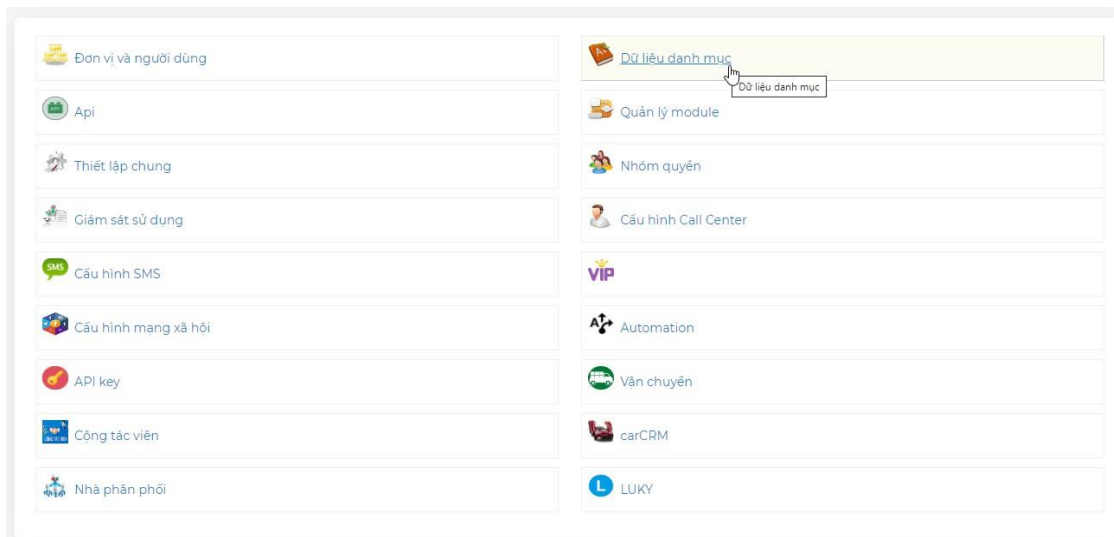 Đơn vị và người dùng
Dữ liệu danh mục
Dữ liệu danh mục
Api
Quản lý module
Thiết lập chung
Nhóm quyền
Giám sát sử dụng
Cấu hình Call Center
SMS
Cấu hình SMS
VIP
Cấu hình mạng xã hội
Automation
API key
Vận chuyển
Cộng tác viên
carCRM
Nhà phân phối
L
LUKY